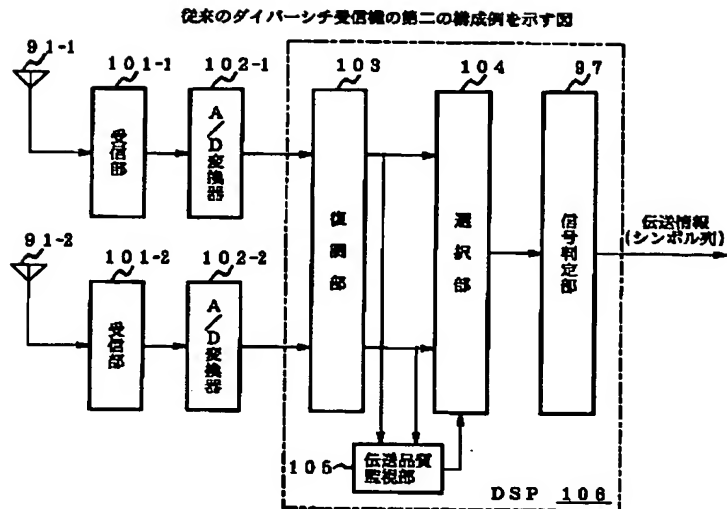 従来のダイバーシチ受信機の第二の構成例を示す図
91-1
101-1
102-1
103
104
97
受信部
A/D変換器
復調部
選択部
信号判定部
伝送情報
(シンボル列)
91-2
101-2
102-2
受信部
A/D変換器
105
伝送品質
監視部
DSP 106